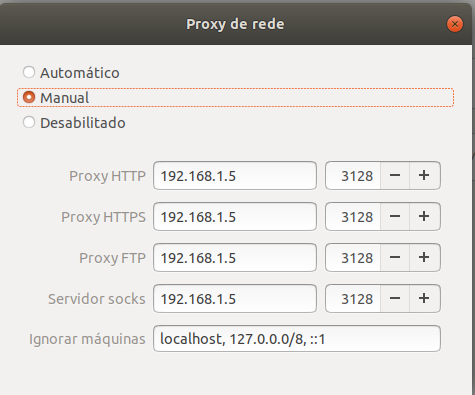 Proxy de rede
Automático
Manual
Desabilitado
Proxy HTTP 192.168.1.5 3128 − +
Proxy HTTPS 192.168.1.5 3128 − +
Proxy FTP 192.168.1.5 3128 − +
Servidor socks 192.168.1.5 3128 − +
Ignorar máquinas localhost, 127.0.0.0/8, ::1